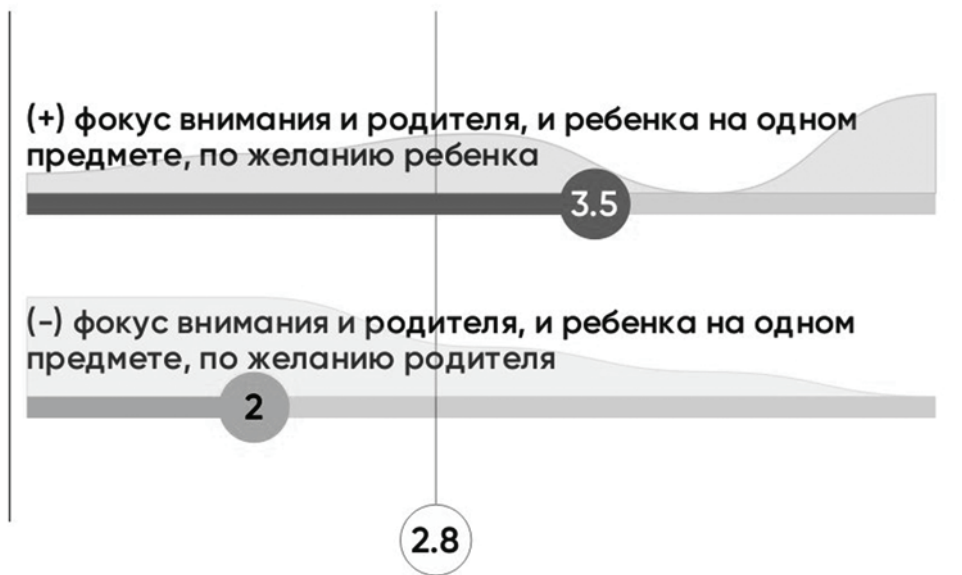 (+) фокус внимания и родителя, и ребенка на одном
предмете, по желанию ребенка
3.5
(-) фокус внимания и родителя, и ребенка на одном
предмете, по желанию родителя
2
2.8